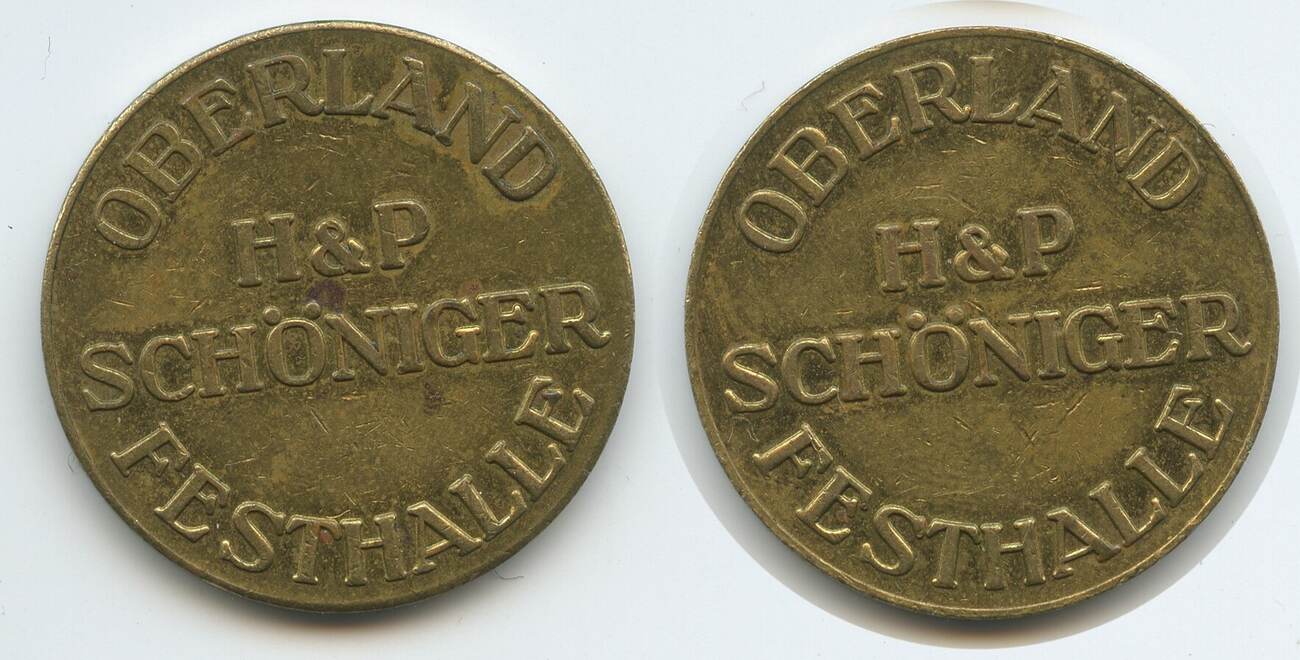 OBERLAND
H&P
SCHÖNIGER
FESTHALLE
OBERLAND
H&P
SCHÖNIGER
FESTHALLE